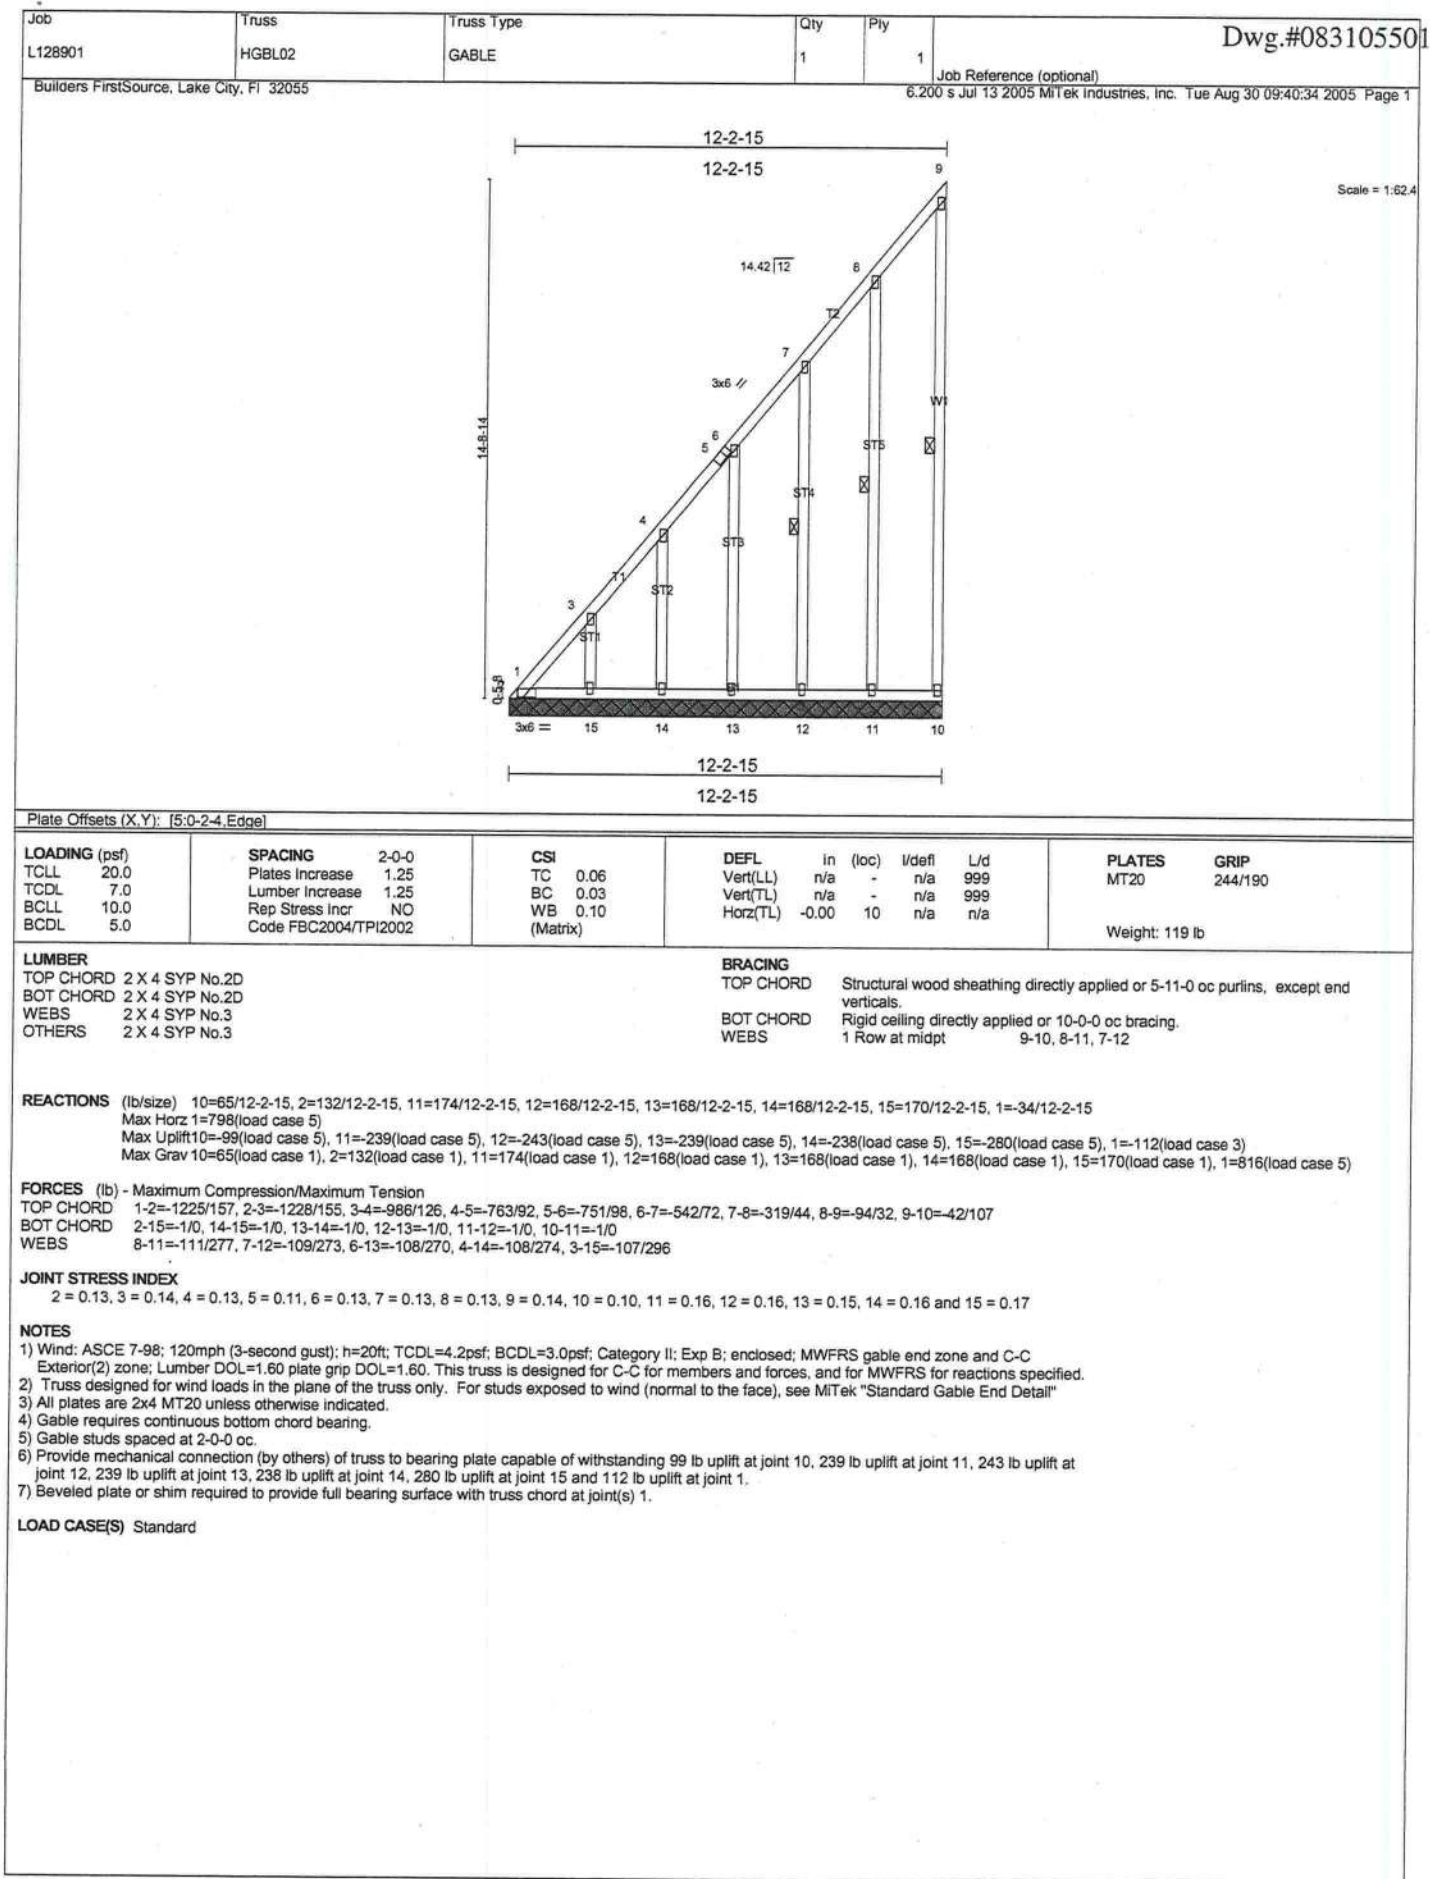 Job Truss Truss Type Qty Ply Dwg.#083105501
L128901 HGBL02 GABLE 1 1
Job Reference (optional)
Builders FirstSource, Lake City, Fl 32055 6.200 s Jul 13 2005 MiTek Industries, Inc. Tue Aug 30 09:40:34 2005 Page 1
12-2-15
12-2-15
9
Scale = 1:62.4
14.42 12
8
T2
7
3x6 //
W1
14-8-14
6
5
ST5
ST4
4
ST3
T1
ST2
3
ST1
1
0-5-8
3x6 = 15 14 13 12 11 10
12-2-15
12-2-15
Plate Offsets (X,Y): [5:0-2-4,Edge]
LOADING (psf) SPACING 2-0-0 CSI DEFL in (loc) l/defl L/d PLATES GRIP
TCLL 20.0 Plates Increase 1.25 TC 0.06 Vert(LL) n/a - n/a 999 MT20 244/190
TCDL 7.0 Lumber Increase 1.25 BC 0.03 Vert(TL) n/a - n/a 999
BCLL 10.0 Rep Stress Incr NO WB 0.10 Horz(TL) -0.00 10 n/a n/a
BCDL 5.0 Code FBC2004/TPI2002 (Matrix) Weight: 119 lb
LUMBER
TOP CHORD 2 X 4 SYP No.2D
BOT CHORD 2 X 4 SYP No.2D
WEBS 2 X 4 SYP No.3
OTHERS 2 X 4 SYP No.3
BRACING
TOP CHORD Structural wood sheathing directly applied or 5-11-0 oc purlins, except end
verticals.
BOT CHORD Rigid ceiling directly applied or 10-0-0 oc bracing.
WEBS 1 Row at midpt 9-10, 8-11, 7-12
REACTIONS (lb/size) 10=65/12-2-15, 2=132/12-2-15, 11=174/12-2-15, 12=168/12-2-15, 13=168/12-2-15, 14=168/12-2-15, 15=170/12-2-15, 1=-34/12-2-15
Max Horz 1=798(load case 5)
Max Uplift10=-99(load case 5), 11=-239(load case 5), 12=-243(load case 5), 13=-239(load case 5), 14=-238(load case 5), 15=-280(load case 5), 1=-112(load case 3)
Max Grav 10=65(load case 1), 2=132(load case 1), 11=174(load case 1), 12=168(load case 1), 13=168(load case 1), 14=168(load case 1), 15=170(load case 1), 1=816(load case 5)
FORCES (lb) - Maximum Compression/Maximum Tension
TOP CHORD 1-2=-1225/157, 2-3=-1228/155, 3-4=-986/126, 4-5=-763/92, 5-6=-751/98, 6-7=-542/72, 7-8=-319/44, 8-9=-94/32, 9-10=-42/107
BOT CHORD 2-15=-1/0, 14-15=-1/0, 13-14=-1/0, 12-13=-1/0, 11-12=-1/0, 10-11=-1/0
WEBS 8-11=-111/277, 7-12=-109/273, 6-13=-108/270, 4-14=-108/274, 3-15=-107/296
JOINT STRESS INDEX
2 = 0.13, 3 = 0.14, 4 = 0.13, 5 = 0.11, 6 = 0.13, 7 = 0.13, 8 = 0.13, 9 = 0.14, 10 = 0.10, 11 = 0.16, 12 = 0.16, 13 = 0.15, 14 = 0.16 and 15 = 0.17
NOTES
1) Wind: ASCE 7-98; 120mph (3-second gust); h=20ft; TCDL=4.2psf; BCDL=3.0psf; Category II; Exp B; enclosed; MWFRS gable end zone and C-C
Exterior(2) zone; Lumber DOL=1.60 plate grip DOL=1.60. This truss is designed for C-C for members and forces, and for MWFRS for reactions specified.
2) Truss designed for wind loads in the plane of the truss only. For studs exposed to wind (normal to the face), see MiTek "Standard Gable End Detail"
3) All plates are 2x4 MT20 unless otherwise indicated.
4) Gable requires continuous bottom chord bearing.
5) Gable studs spaced at 2-0-0 oc.
6) Provide mechanical connection (by others) of truss to bearing plate capable of withstanding 99 lb uplift at joint 10, 239 lb uplift at joint 11, 243 lb uplift at
joint 12, 239 lb uplift at joint 13, 238 lb uplift at joint 14, 280 lb uplift at joint 15 and 112 lb uplift at joint 1.
7) Beveled plate or shim required to provide full bearing surface with truss chord at joint(s) 1.
LOAD CASE(S) Standard